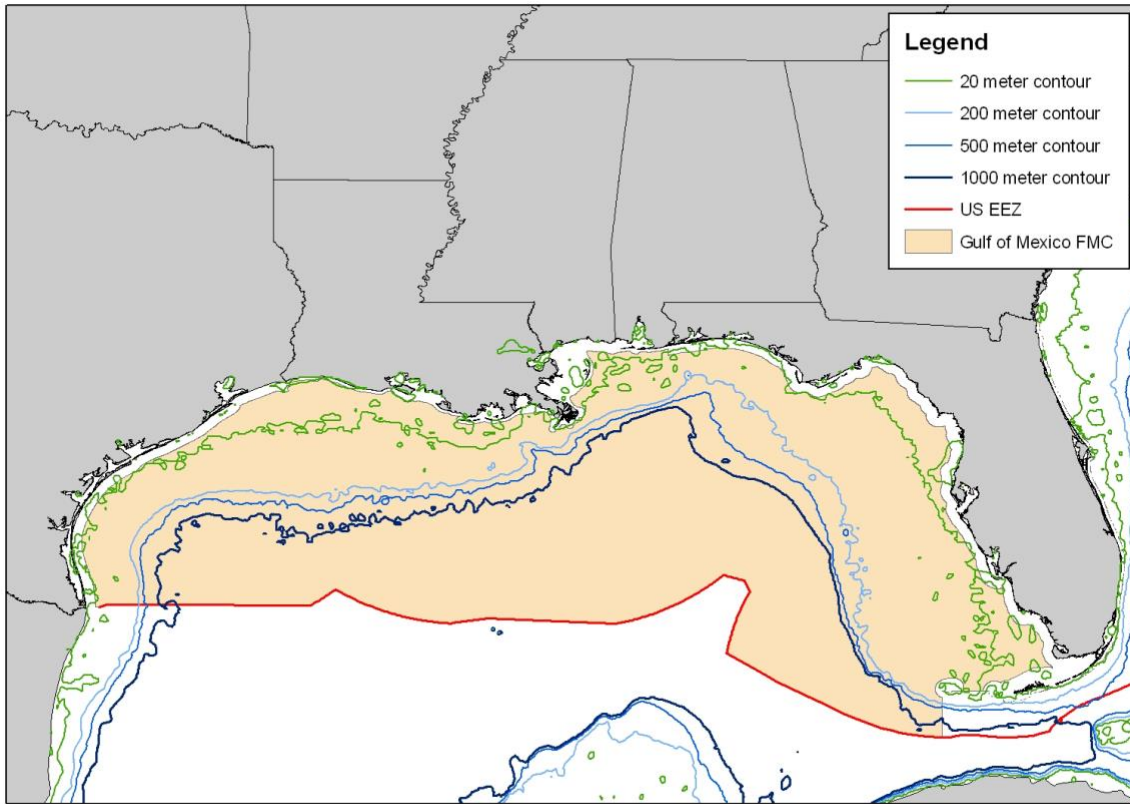 Legend
20 meter contour
200 meter contour
500 meter contour
1000 meter contour
US EEZ
Gulf of Mexico FMC